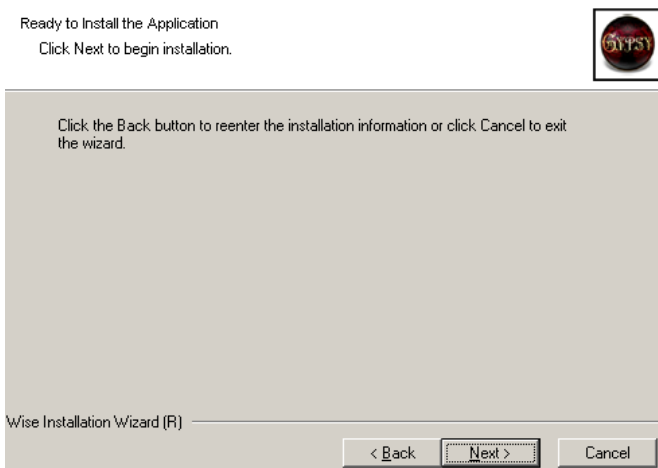 Ready to Install the Application
Click Next to begin installation.
GYPSY
Click the Back button to reenter the installation information or click Cancel to exit
the wizard.
Wise Installation Wizard (R)
< Back
Next >
Cancel